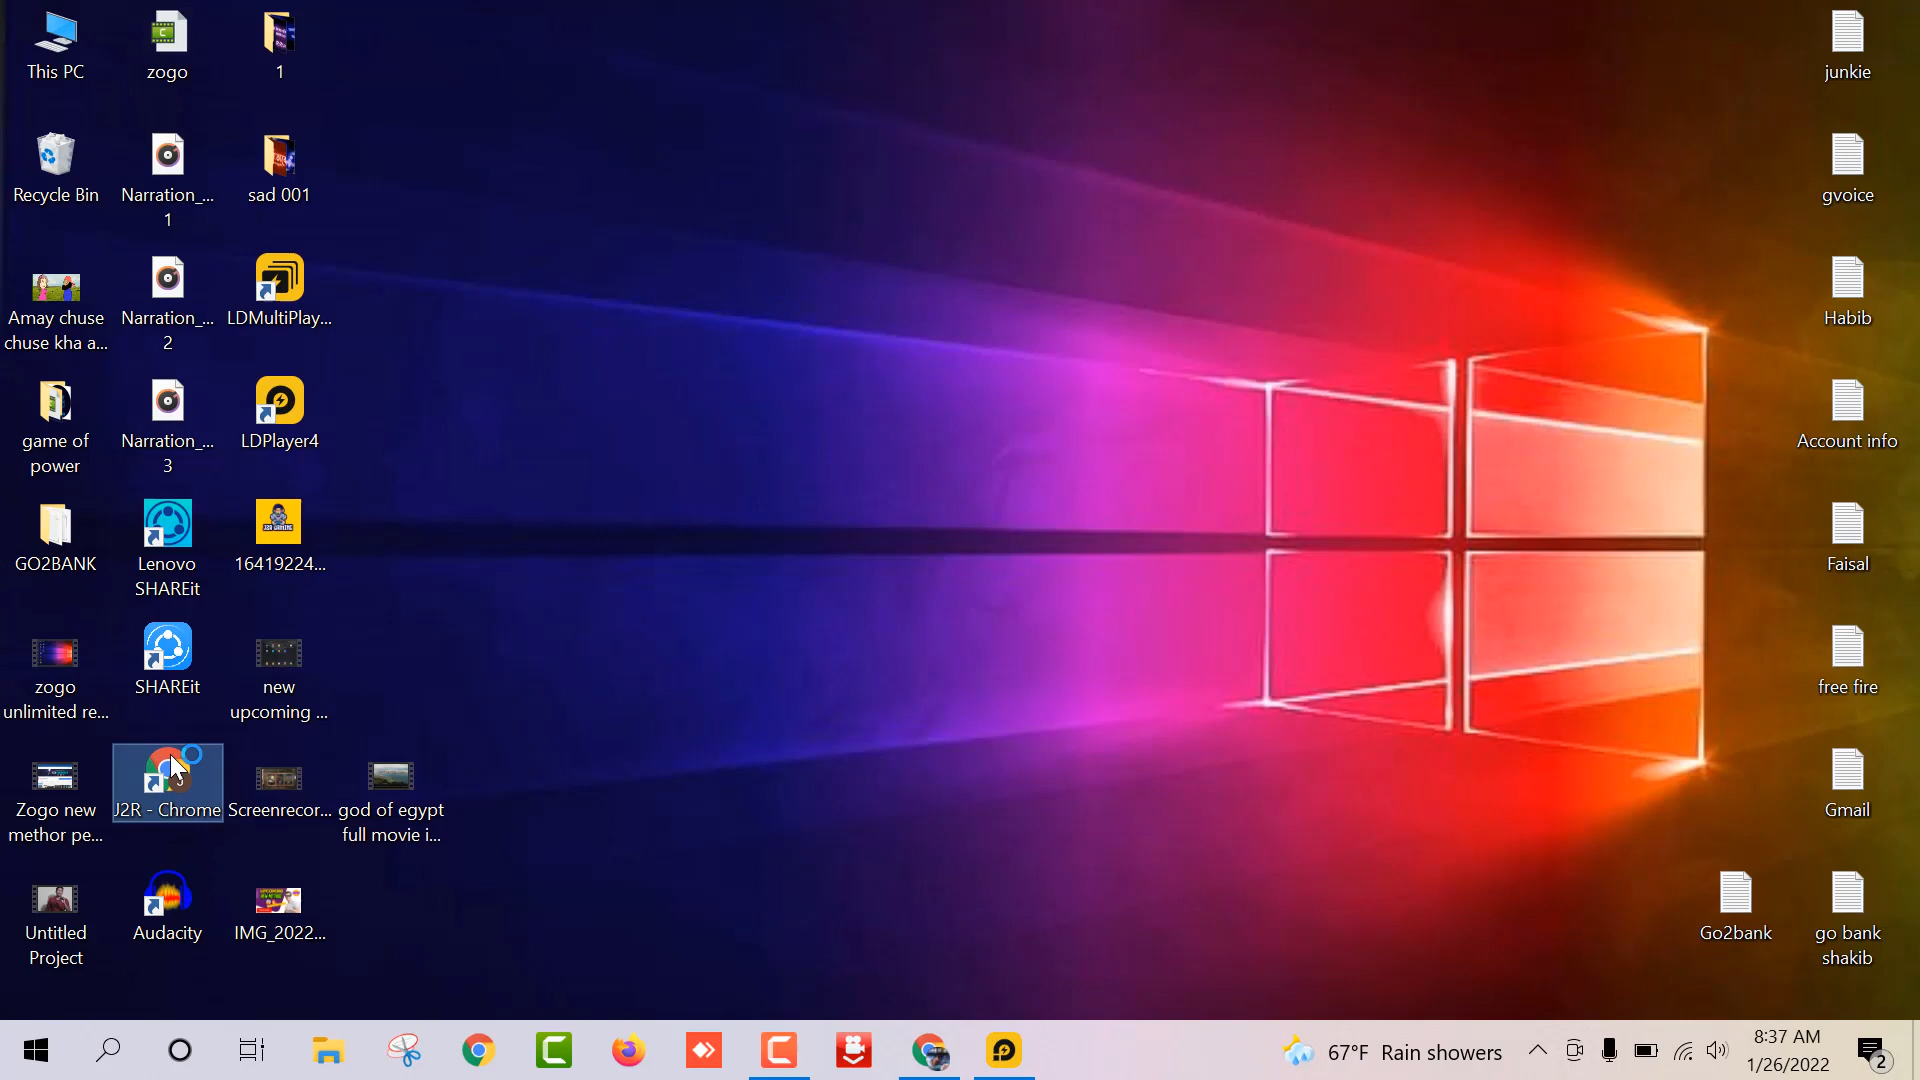 This PC
zogo
1
junkie
Recycle Bin
Narration_...
1
sad 001
gvoice
Amay chuse
chuse kha a...
Narration_...
2
LDMultiPlay...
Habib
game of
power
Narration_...
3
LDPlayer4
Account info
GO2BANK
Lenovo
SHAREit
J2R GAMING
16419224...
Faisal
zogo
unlimited re...
SHAREit
new
upcoming ...
free fire
Zogo new
methor pe...
J2R - Chrome
Screenrecor...
god of egypt
full movie i...
Gmail
Untitled
Project
Audacity
IMG_2022...
Go2bank
go bank
shakib
67°F Rain showers
8:37 AM
1/26/2022
2